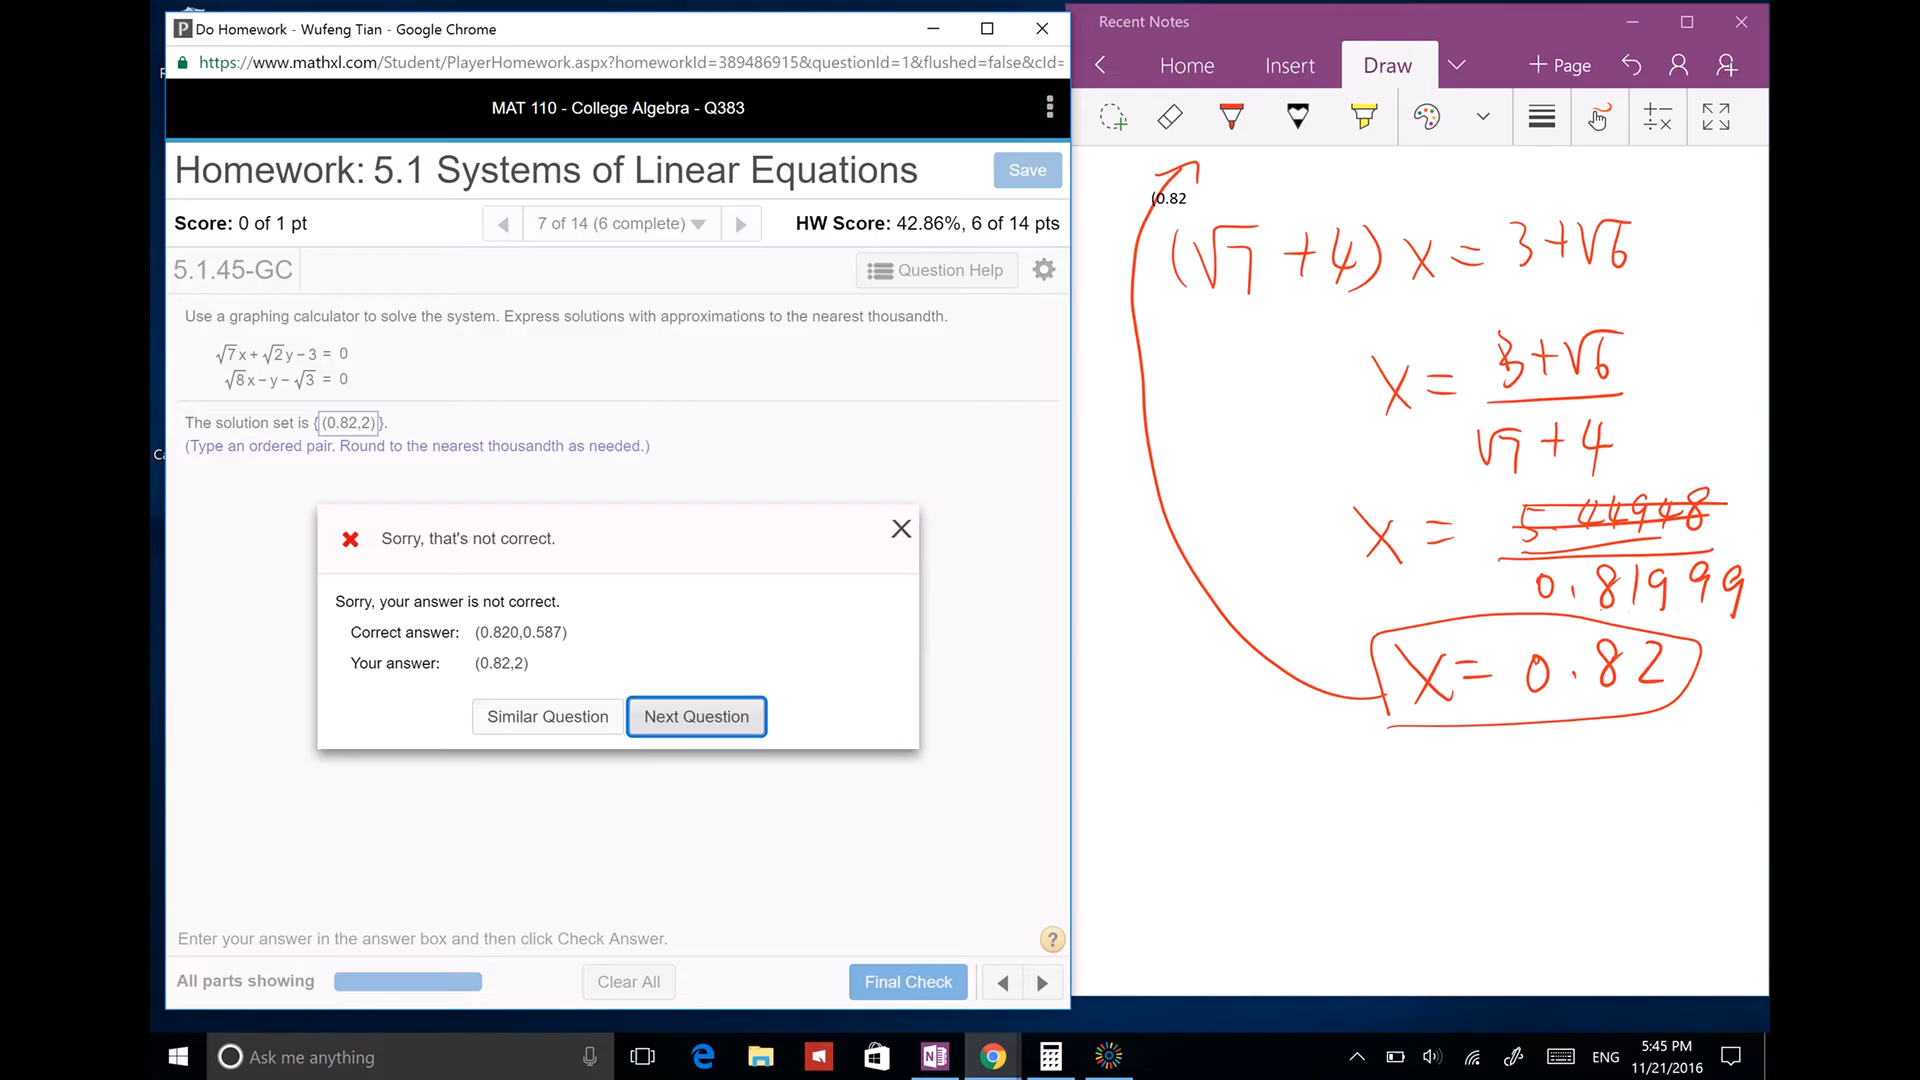 Do Homework - Wufeng Tian - Google Chrome
https://www.mathxl.com/Student/PlayerHomework.aspx?homeworkId=389486915&questionId=1&flushed=false&cId=
MAT 110 - College Algebra - Q383
Homework: 5.1 Systems of Linear Equations
Save
Score: 0 of 1 pt
7 of 14 (6 complete)
HW Score: 42.86%, 6 of 14 pts
5.1.45-GC
Question Help
Use a graphing calculator to solve the system. Express solutions with approximations to the nearest thousandth.
√7x + √2y − 3 = 0
√8x − y − √3 = 0
The solution set is {(0.82,2)}.
(Type an ordered pair. Round to the nearest thousandth as needed.)
Sorry, that's not correct.
Sorry, your answer is not correct.
Correct answer: (0.820,0.587)
Your answer: (0.82,2)
Similar Question
Next Question
Enter your answer in the answer box and then click Check Answer.
?
All parts showing
Clear All
Final Check
Recent Notes
Home
Insert
Draw
+ Page
(0.82
(√7 + 4) x = 3+√6
x = 3+√6
√7 + 4
x = 5.44948
0.81999
x = 0.82
Ask me anything
ENG
5:45 PM
11/21/2016